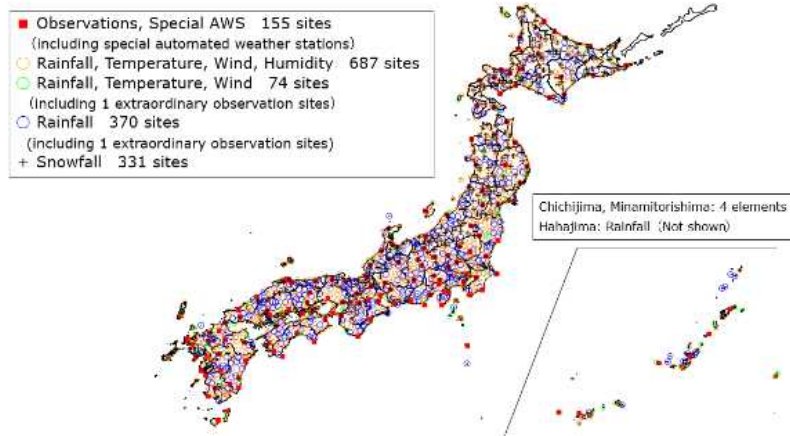 Observations, Special AWS 155 sites
(including special automated weather stations)
Rainfall, Temperature, Wind, Humidity 687 sites
Rainfall, Temperature, Wind 74 sites
(including 1 extraordinary observation sites)
Rainfall 370 sites
(including 1 extraordinary observation sites)
+ Snowfall 331 sites
Chichijima, Minamitorishima: 4 elements
Hahajima: Rainfall (Not shown)